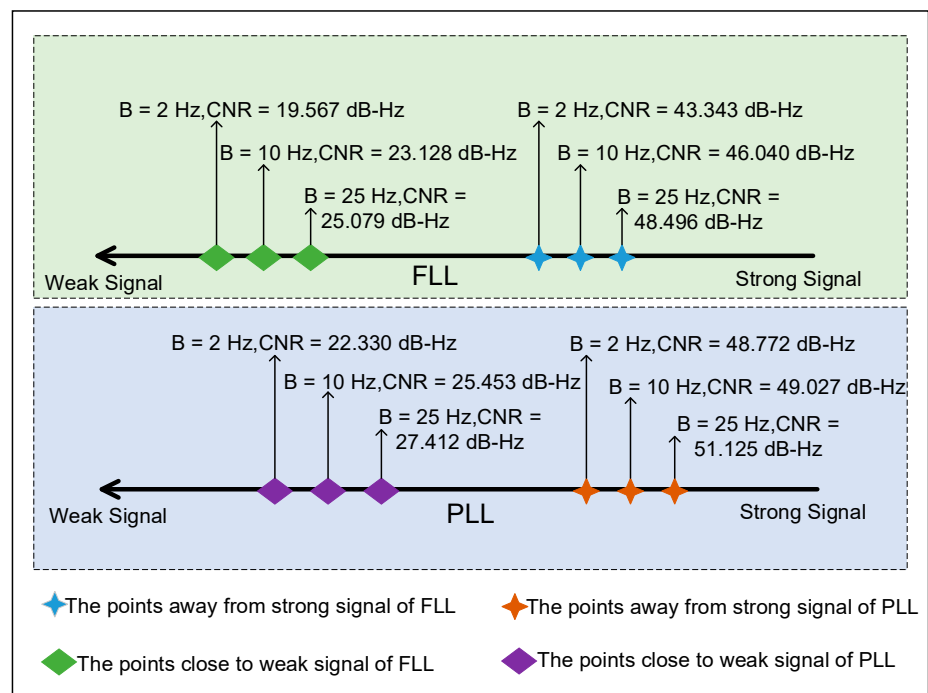 B = 2 Hz,CNR = 19.567 dB-Hz
B = 2 Hz,CNR = 43.343 dB-Hz
B = 10 Hz,CNR = 23.128 dB-Hz
B = 10 Hz,CNR = 46.040 dB-Hz
B = 25 Hz,CNR =
25.079 dB-Hz
B = 25 Hz,CNR =
48.496 dB-Hz
Weak Signal
FLL
Strong Signal
B = 2 Hz,CNR = 22.330 dB-Hz
B = 2 Hz,CNR = 48.772 dB-Hz
B = 10 Hz,CNR = 25.453 dB-Hz
B = 10 Hz,CNR = 49.027 dB-Hz
B = 25 Hz,CNR =
27.412 dB-Hz
B = 25 Hz,CNR =
51.125 dB-Hz
Weak Signal
PLL
Strong Signal
The points away from strong signal of FLL
The points away from strong signal of PLL
The points close to weak signal of FLL
The points close to weak signal of PLL